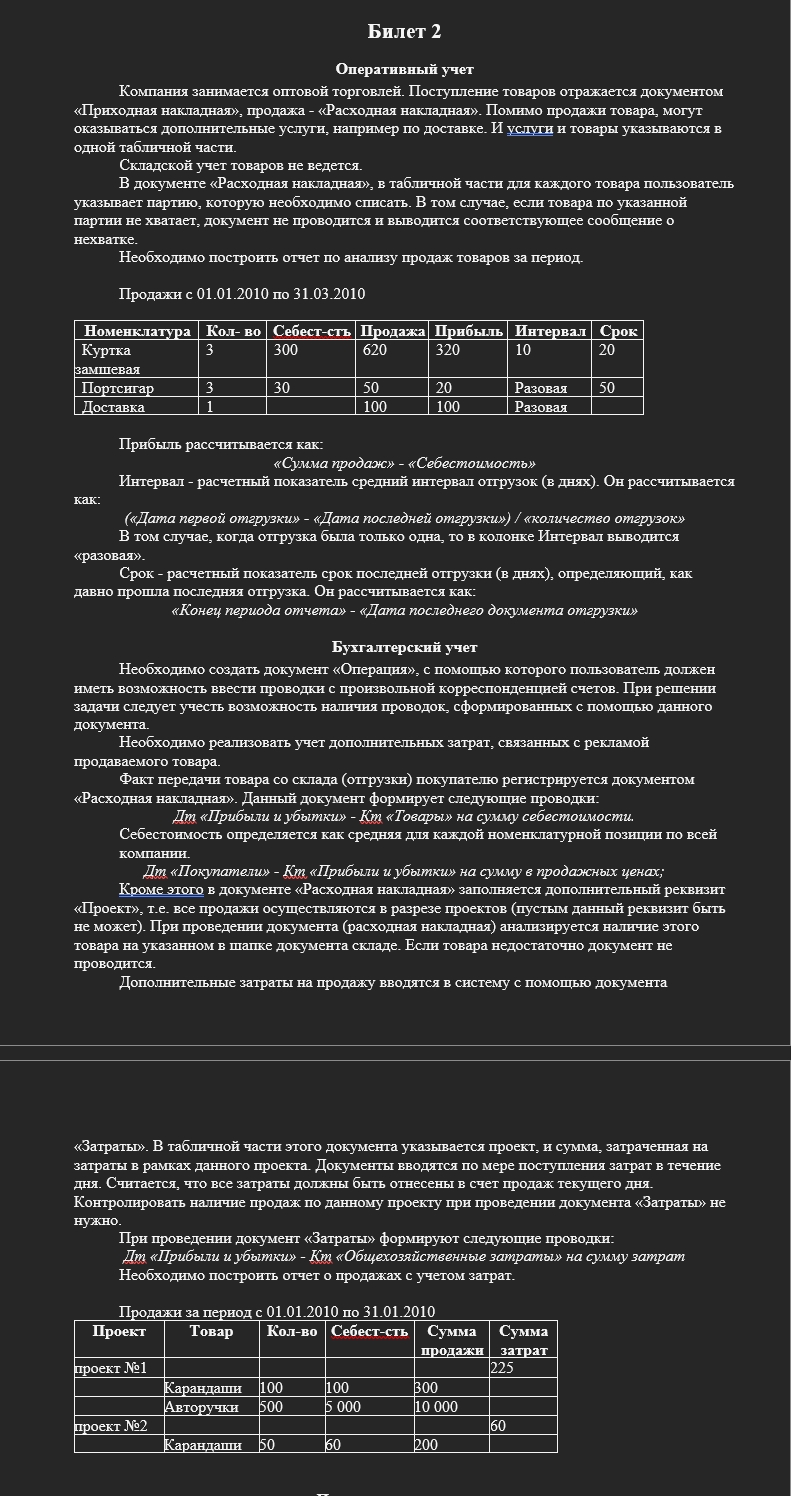 Билет 2
Оперативный учет
Компания занимается оптовой торговлей. Поступление товаров отражается документом
«Приходная накладная», продажа - «Расходная накладная». Помимо продажи товара, могут
оказываться дополнительные услуги, например по доставке. И услуги и товары указываются в
одной табличной части.
Складской учет товаров не ведется.
В документе «Расходная накладная», в табличной части для каждого товара пользователь
указывает партию, которую необходимо списать. В том случае, если товара по указанной
партии не хватает, документ не проводится и выводится соответствующее сообщение о
нехватке.
Необходимо построить отчет по анализу продаж товаров за период.
Продажи с 01.01.2010 по 31.03.2010
Номенклатура Кол- во Себест-сть Продажа Прибыль Интервал Срок
Куртка 3 300 620 320 10 20
замшевая
Портсигар 3 30 50 20 Разовая 50
Доставка 1 100 100 Разовая
Прибыль рассчитывается как:
«Сумма продаж» - «Себестоимость»
Интервал - расчетный показатель средний интервал отгрузок (в днях). Он рассчитывается
как:
(«Дата первой отгрузки» - «Дата последней отгрузки») / «количество отгрузок»
В том случае, когда отгрузка была только одна, то в колонке Интервал выводится
«разовая».
Срок - расчетный показатель срок последней отгрузки (в днях), определяющий, как
давно прошла последняя отгрузка. Он рассчитывается как:
«Конец периода отчета» - «Дата последнего документа отгрузки»
Бухгалтерский учет
Необходимо создать документ «Операция», с помощью которого пользователь должен
иметь возможность ввести проводки с произвольной корреспонденцией счетов. При решении
задачи следует учесть возможность наличия проводок, сформированных с помощью данного
документа.
Необходимо реализовать учет дополнительных затрат, связанных с рекламой
продаваемого товара.
Факт передачи товара со склада (отгрузки) покупателю регистрируется документом
«Расходная накладная». Данный документ формирует следующие проводки:
Дт «Прибыли и убытки» - Кт «Товары» на сумму себестоимости.
Себестоимость определяется как средняя для каждой номенклатурной позиции по всей
компании.
Дт «Покупатели» - Кт «Прибыли и убытки» на сумму в продажных ценах;
Кроме этого в документе «Расходная накладная» заполняется дополнительный реквизит
«Проект», т.е. все продажи осуществляются в разрезе проектов (пустым данный реквизит быть
не может). При проведении документа (расходная накладная) анализируется наличие этого
товара на указанном в шапке документа складе. Если товара недостаточно документ не
проводится.
Дополнительные затраты на продажу вводятся в систему с помощью документа
«Затраты». В табличной части этого документа указывается проект, и сумма, затраченная на
затраты в рамках данного проекта. Документы вводятся по мере поступления затрат в течение
дня. Считается, что все затраты должны быть отнесены в счет продаж текущего дня.
Контролировать наличие продаж по данному проекту при проведении документа «Затраты» не
нужно.
При проведении документ «Затраты» формируют следующие проводки:
Дт «Прибыли и убытки» - Кт «Общехозяйственные затраты» на сумму затрат
Необходимо построить отчет о продажах с учетом затрат.
Продажи за период с 01.01.2010 по 31.01.2010
Проект Товар Кол-во Себест-сть Сумма Сумма
продажи затрат
проект №1 225
Карандаши 100 100 300
Авторучки 500 5 000 10 000
проект №2 60
Карандаши 50 60 200